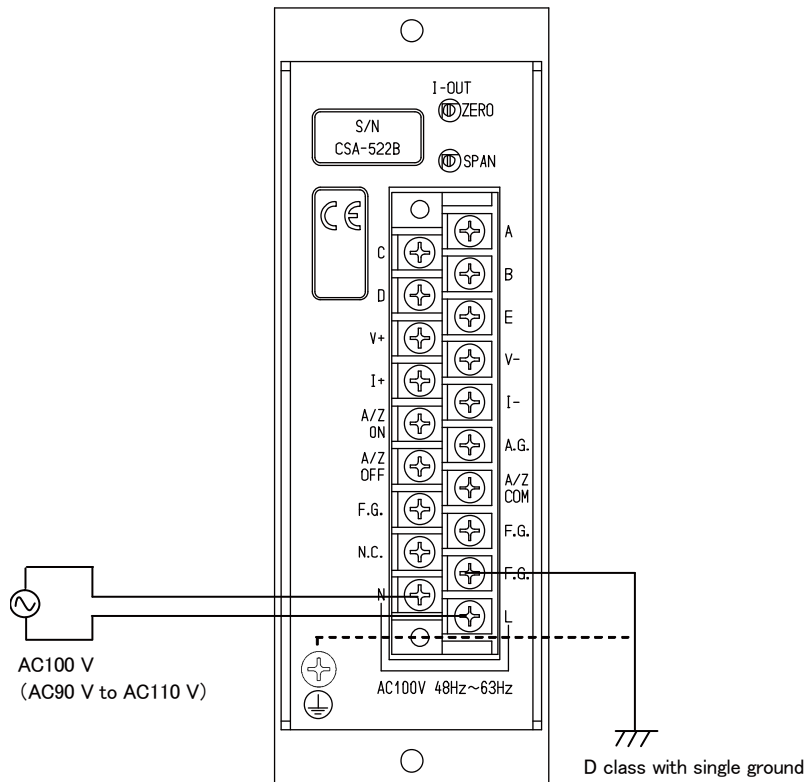 I-OUT
ZERO
S/N
CSA-522B
SPAN
CE
A
C
B
D
E
V+
V-
I+
I-
A/Z
ON
A.G.
A/Z
OFF
A/Z
COM
F.G.
F.G.
N.C.
F.G.
N
L
AC100 V
(AC90 V to AC110 V)
AC100V 48Hz~63Hz
D class with single ground